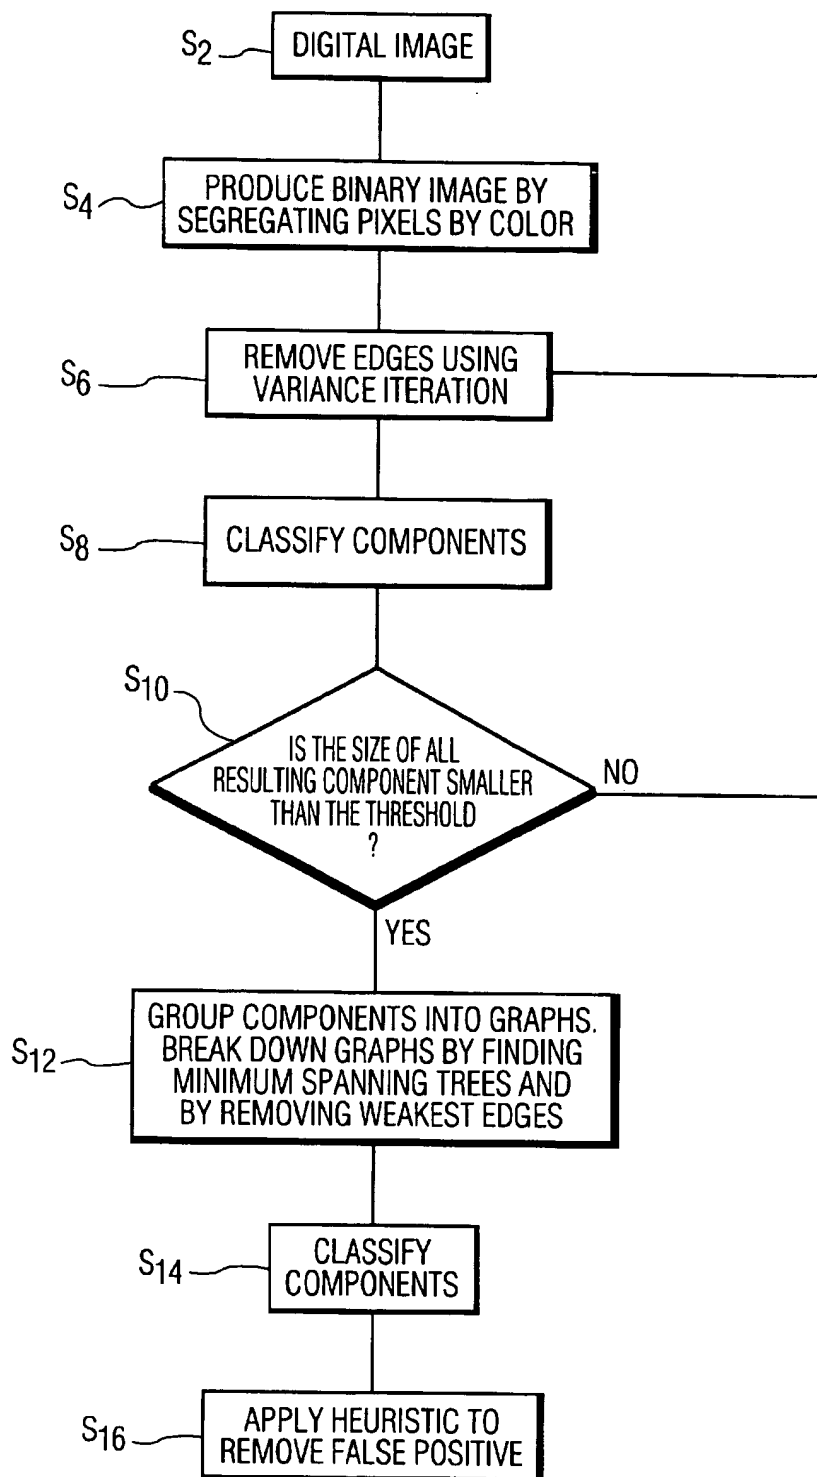 S2
DIGITAL IMAGE
S4
PRODUCE BINARY IMAGE BY
SEGREGATING PIXELS BY COLOR
S6
REMOVE EDGES USING
VARIANCE ITERATION
S8
CLASSIFY COMPONENTS
S10
IS THE SIZE OF ALL
RESULTING COMPONENT SMALLER
THAN THE THRESHOLD
?
NO
YES
S12
GROUP COMPONENTS INTO GRAPHS.
BREAK DOWN GRAPHS BY FINDING
MINIMUM SPANNING TREES AND
BY REMOVING WEAKEST EDGES
S14
CLASSIFY
COMPONENTS
S16
APPLY HEURISTIC TO
REMOVE FALSE POSITIVE